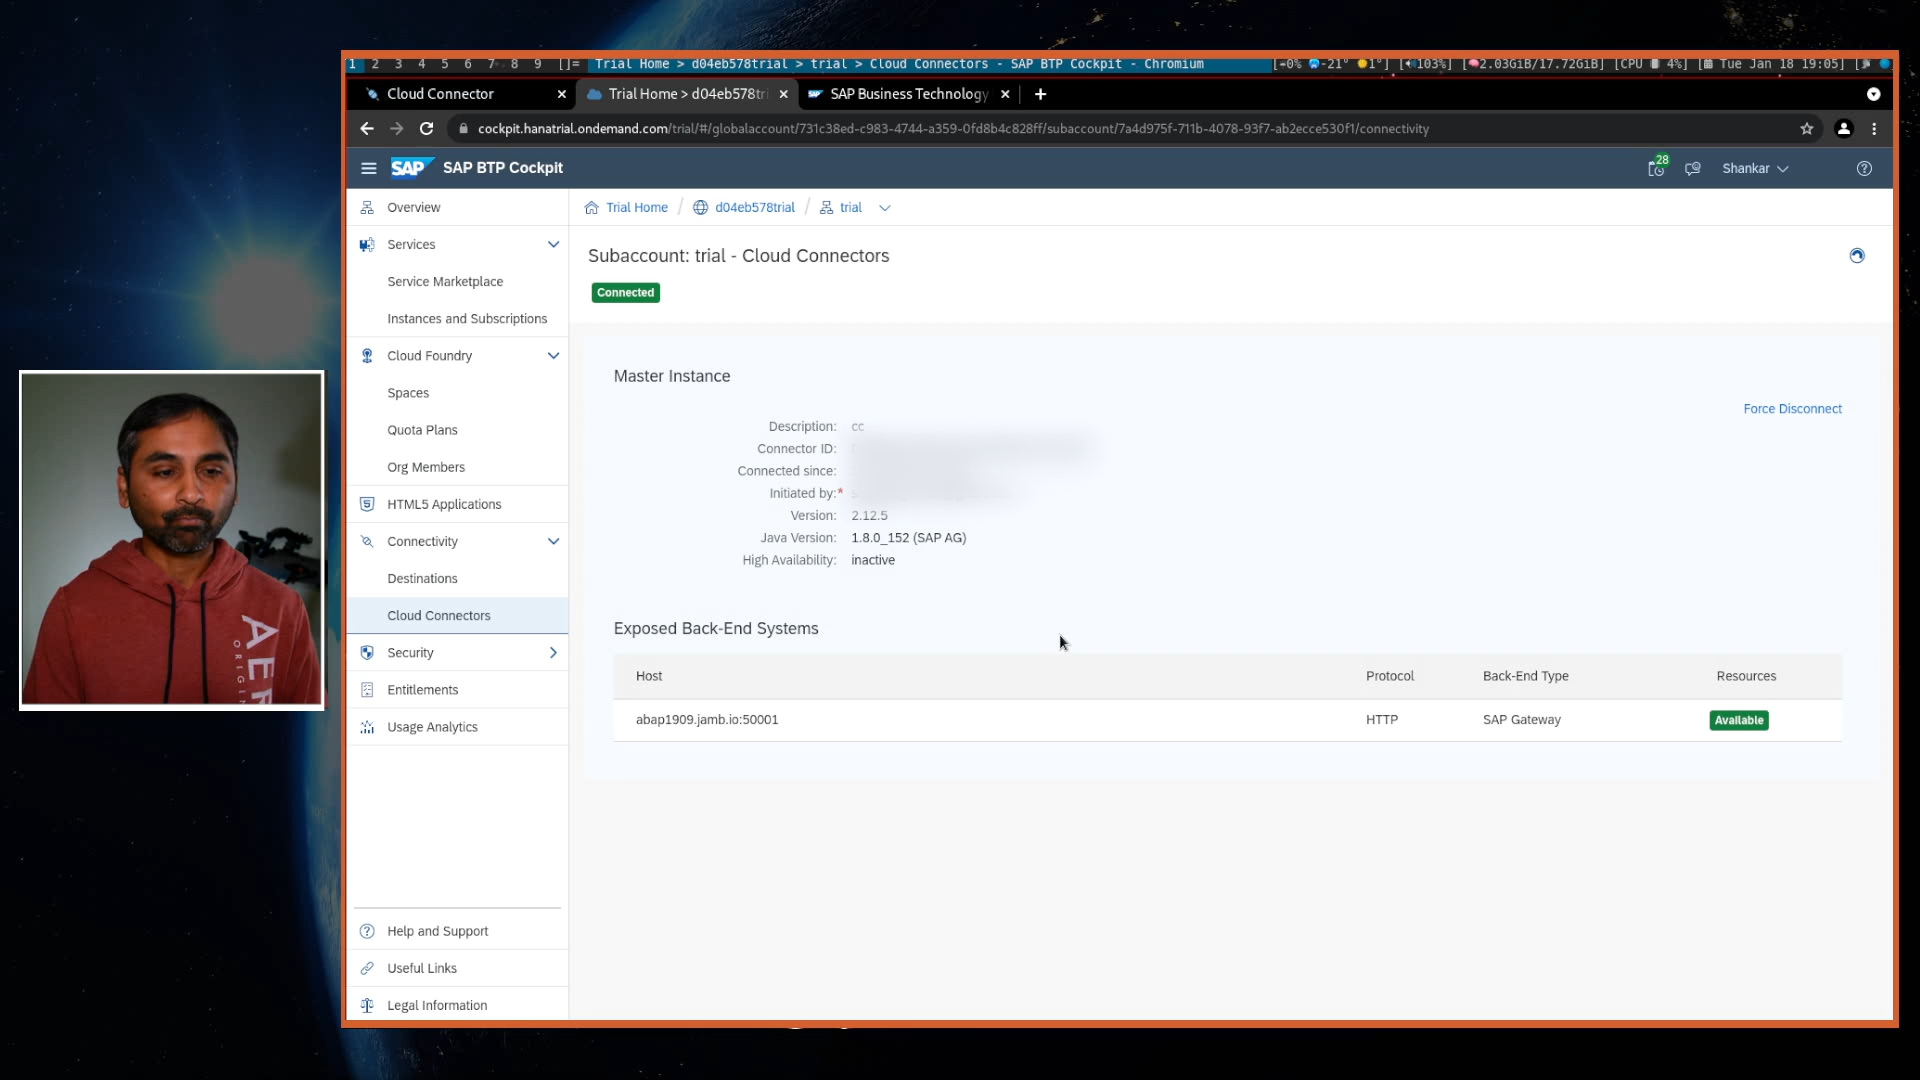 1 2 3 4 5 6 7 8 9 []= Trial Home > d04eb578trial > trial > Cloud Connectors - SAP BTP Cockpit - Chromium
[ 0% -21° 1°] [ 103%] [ 2.03GiB/17.72GiB] [CPU 4%] [ Tue Jan 18 19:05]
Cloud Connector
Trial Home > d04eb578tri
SAP Business Technology
cockpit.hanatrial.ondemand.com/trial/#/globalaccount/731c38ed-c983-4744-a359-0fd8b4c828ff/subaccount/7a4d975f-711b-4078-93f7-ab2ecce530f1/connectivity
SAP SAP BTP Cockpit
28
Shankar
Overview
Services
Service Marketplace
Instances and Subscriptions
Cloud Foundry
Spaces
Quota Plans
Org Members
HTML5 Applications
Connectivity
Destinations
Cloud Connectors
Security
Entitlements
Usage Analytics
Help and Support
Useful Links
Legal Information
Trial Home / d04eb578trial / trial
Subaccount: trial - Cloud Connectors
Connected
Master Instance
Force Disconnect
Description: cc
Connector ID:
Connected since:
Initiated by:*
Version: 2.12.5
Java Version: 1.8.0_152 (SAP AG)
High Availability: inactive
Exposed Back-End Systems
Host Protocol Back-End Type Resources
abap1909.jamb.io:50001 HTTP SAP Gateway Available
AER
ORIGIN